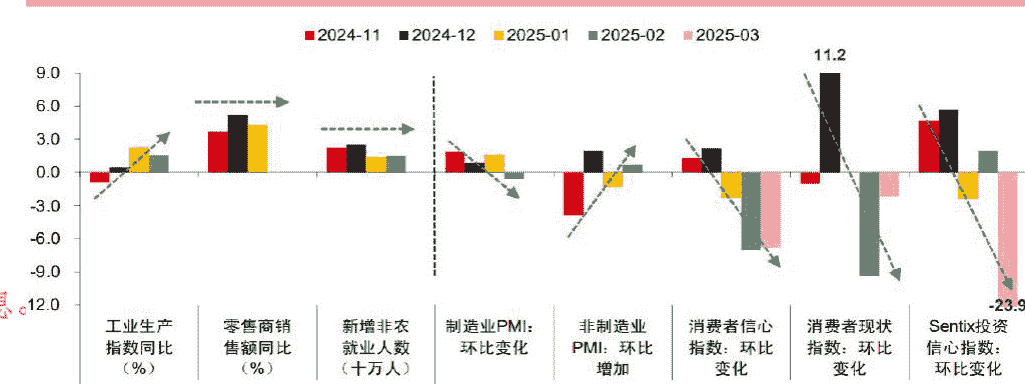 2024-11 2024-12 2025-01 2025-02 2025-03
11.2
9.0
6.0
3.0
0.0
-3.0
-6.0
-9.0
-12.0
-23.9
工业生产
指数同比
（%）
零售商销
售额同比
（%）
新增非农
就业人数
（十万人）
制造业PMI：
环比变化
非制造业
PMI：环比
增加
消费者信心
指数：环比
变化
消费者现状
指数：环比
变化
Sentix投资
信心指数：
环比变化